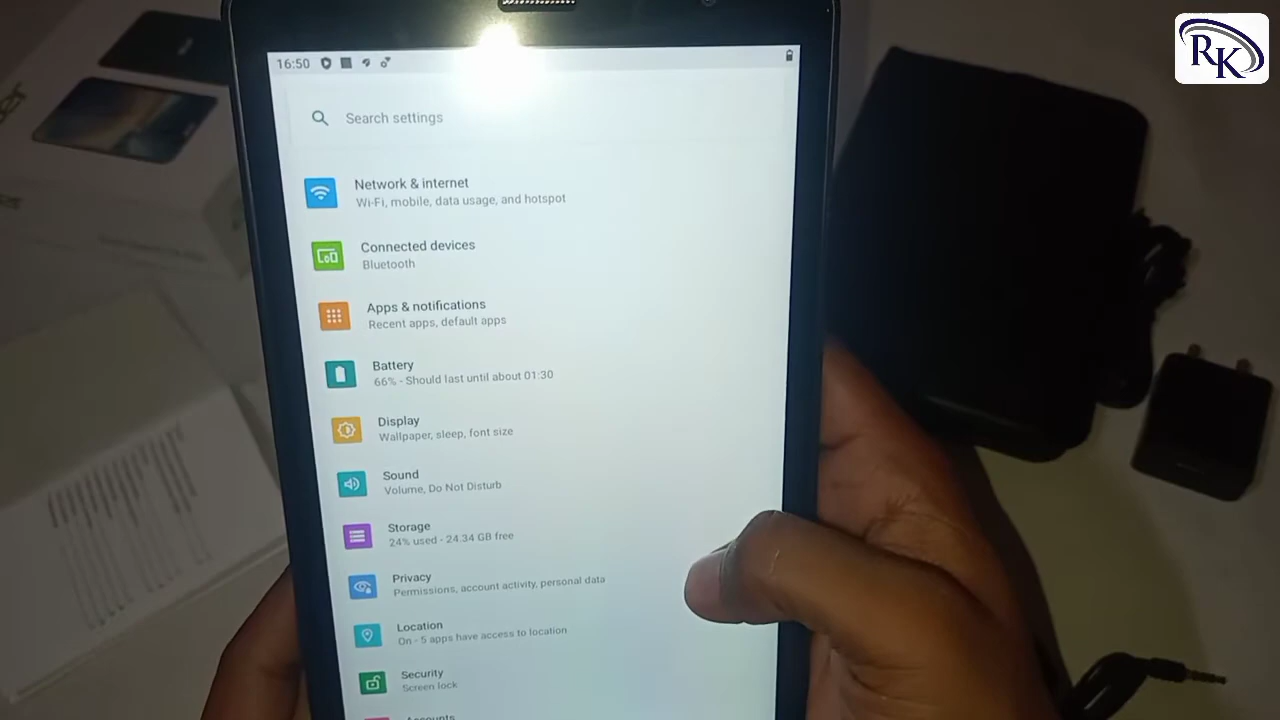 RK
16:50
Search settings
Network & internet
Wi-Fi, mobile, data usage, and hotspot
Connected devices
Bluetooth
Apps & notifications
Recent apps, default apps
Battery
66% - Should last until about 01:30
Display
Wallpaper, sleep, font size
Sound
Volume, Do Not Disturb
Storage
24% used - 24.34 GB free
Privacy
Permissions, account activity, personal data
Location
On - 5 apps have access to location
Security
Screen lock
Accounts